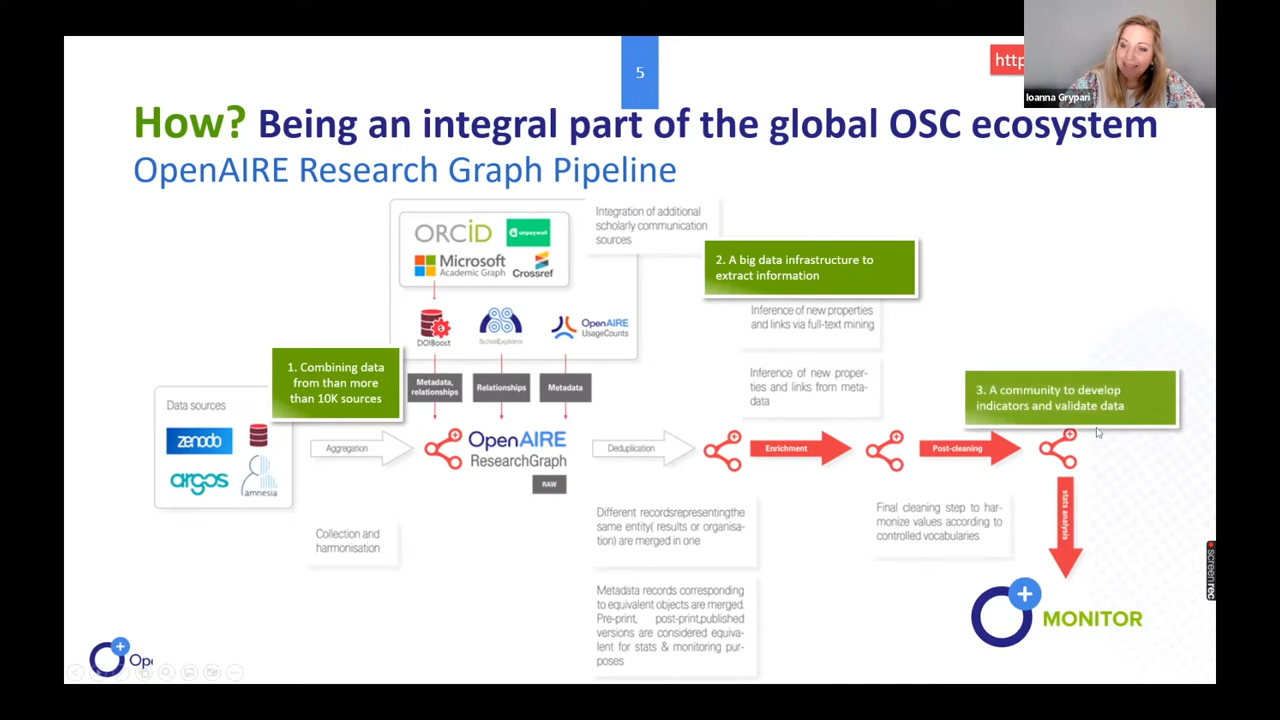 5
http
Ioanna Grypari
How? Being an integral part of the global OSC ecosystem
OpenAIRE Research Graph Pipeline
ORCID
unpaywall
Microsoft
Academic Graph
Crossref
Integration of additional
scholarly communication
sources
2. A big data infrastructure to
extract information
DOIBoost
ScholExplorer
OpenAIRE
UsageCounts
Inference of new properties
and links via full-text mining
1. Combining data
from than more
than 10K sources
Metadata,
relationships
Relationships
Metadata
Inference of new proper-
ties and links from meta-
data
3. A community to develop
indicators and validate data
Data sources
zenodo
argos
amnesia
Aggregation
OpenAIRE
ResearchGraph
RAW
Deduplication
Enrichment
Post-cleaning
stats analysis
Collection and
harmonisation
Different recordsrepresentingthe
same entity( results or organisa-
tion) are merged in one
Final cleaning step to har-
monize values according to
controlled vocabularies
Metadata records corresponding
to equivalent objects are merged.
Pre-print, post-print,published
versions are considered equiva-
lent for stats & monitoring pur-
poses
MONITOR
Ope
screenrec